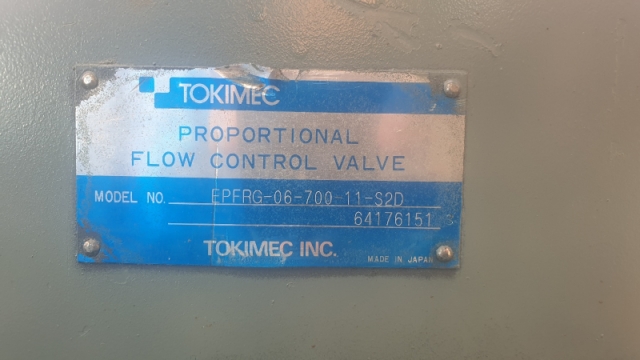 TOKIMEC
PROPORTIONAL
FLOW CONTROL VALVE
MODEL NO. EPFRG-06-700-11-S2D
64176151
TOKIMEC INC.
MADE IN JAPAN